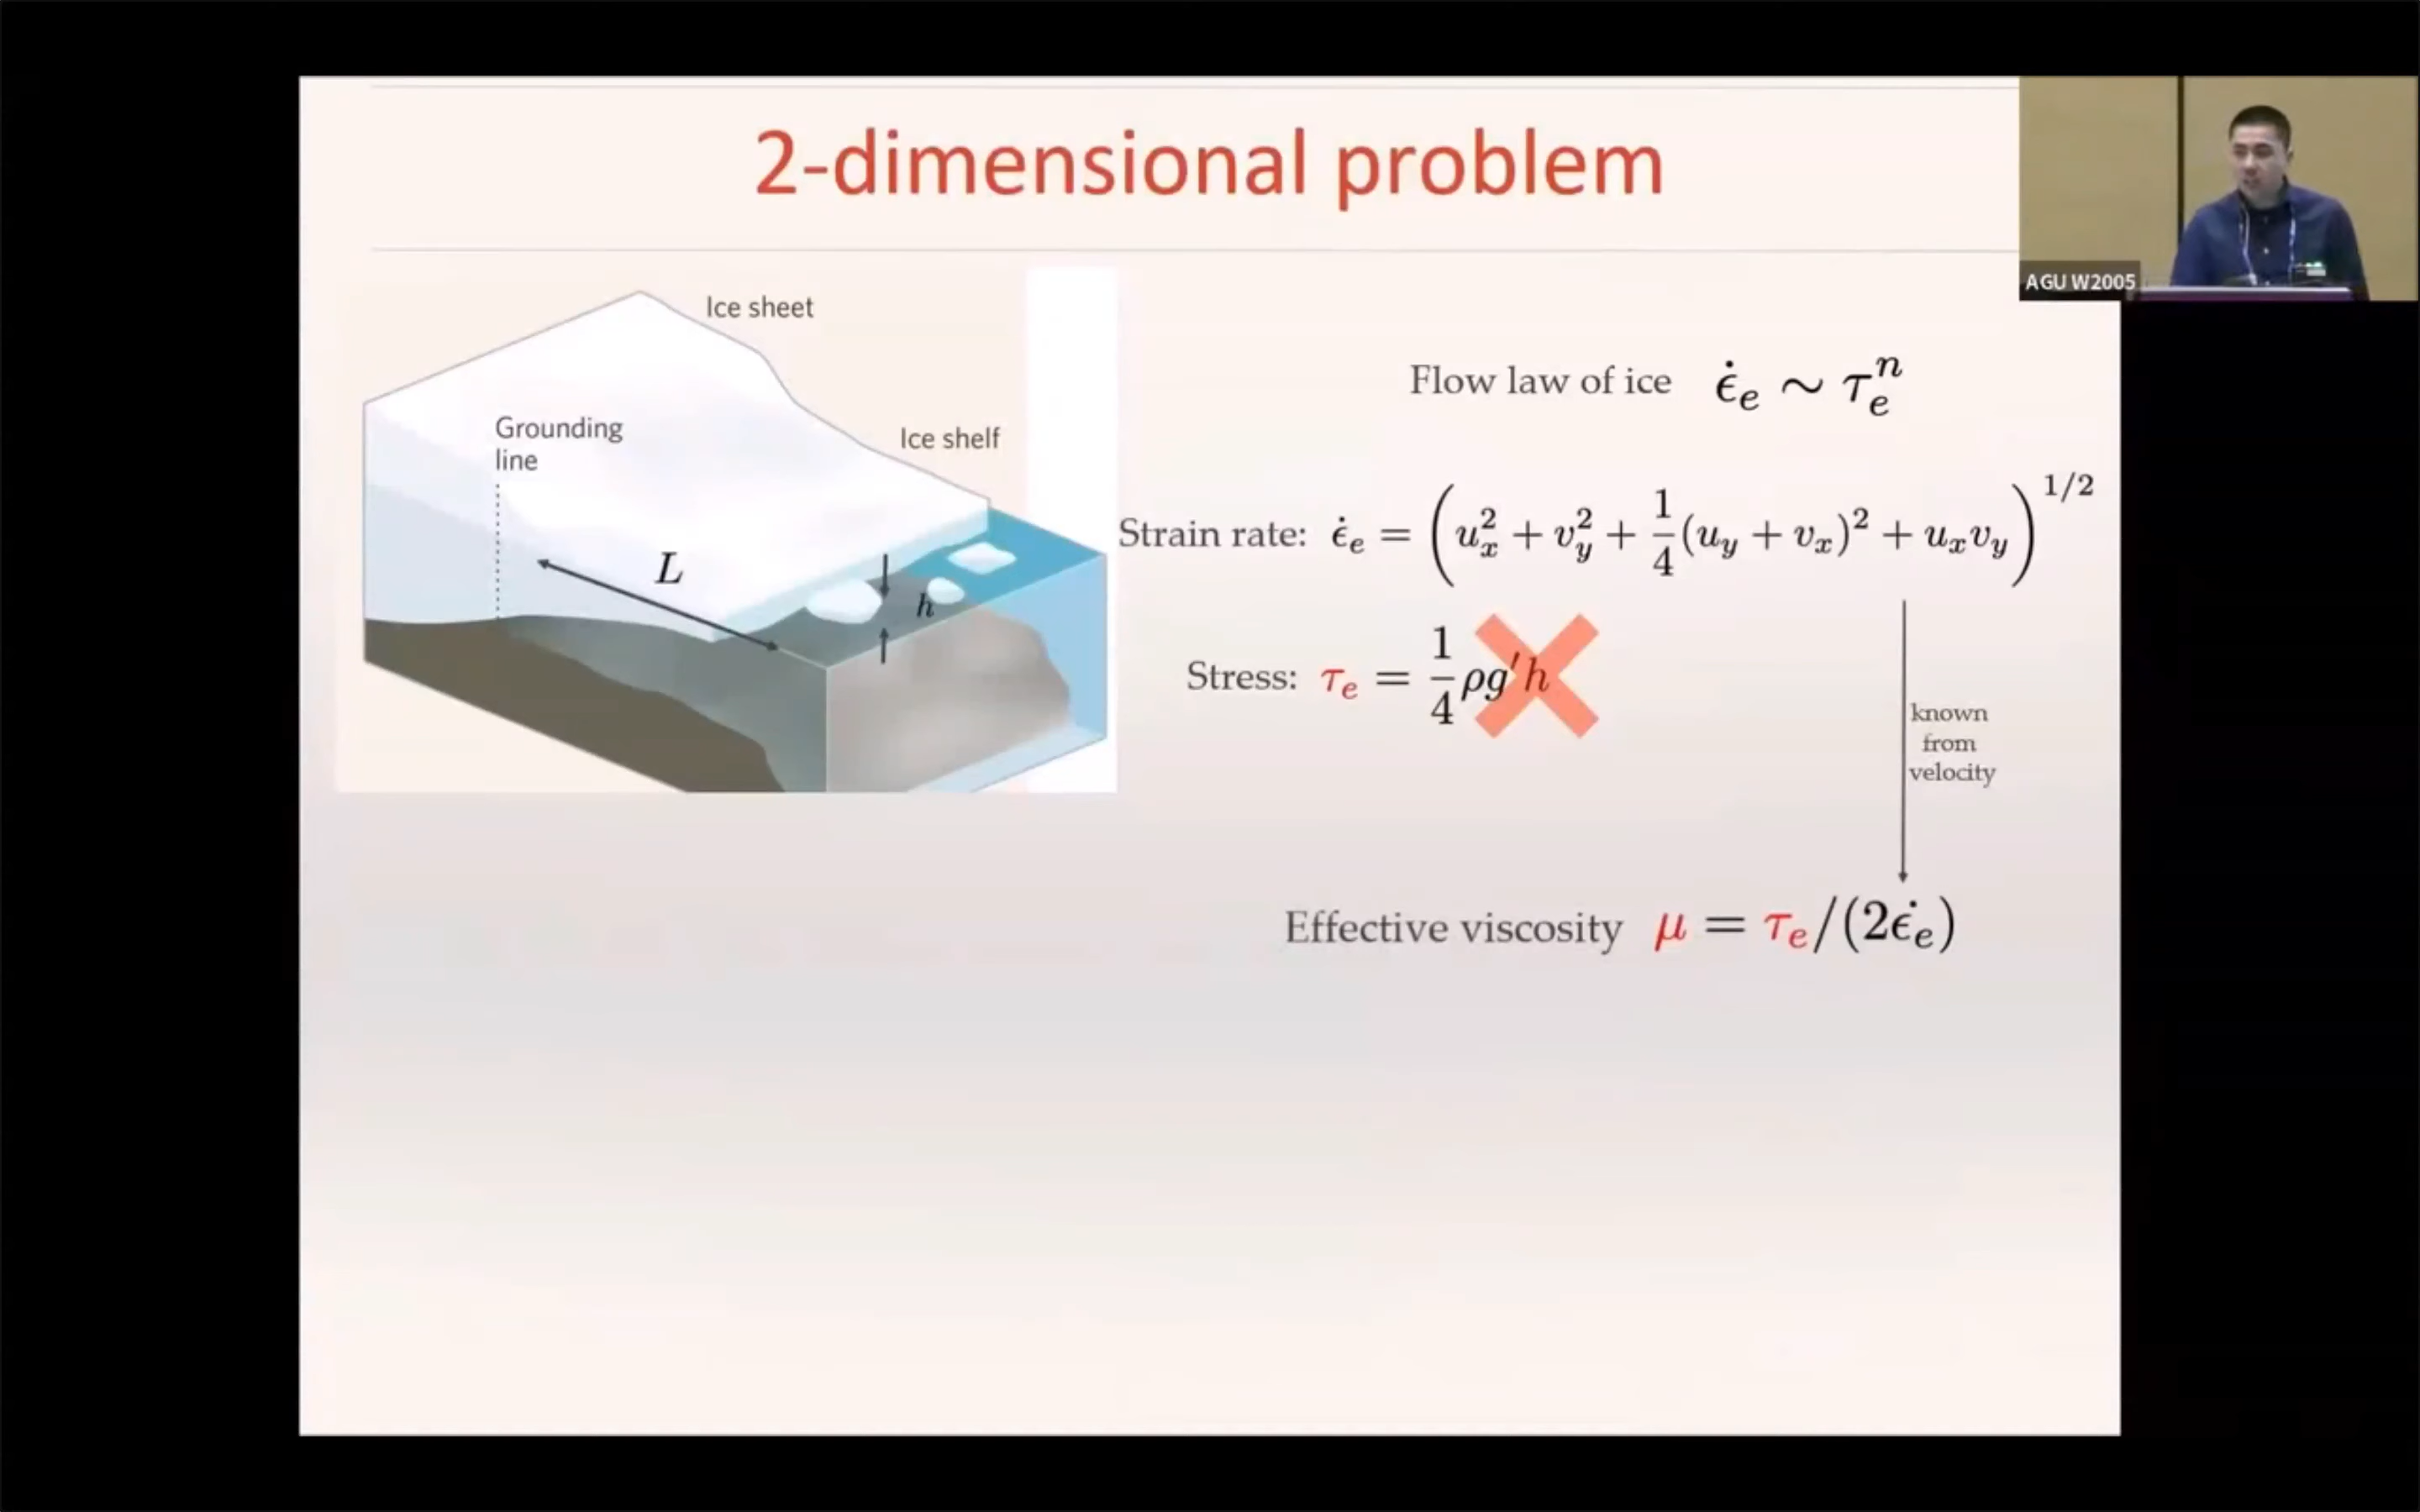 2-dimensional problem
AGU W2005
Ice sheet
Grounding
line
Ice shelf
L
h
Flow law of ice ϵ̇ₑ ∼ τₑⁿ
Strain rate: ϵ̇ₑ = (uₓ² + v_y² + 1/4 (u_y + vₓ)² + uₓv_y)^1/2
Stress: τₑ = 1/4 ρg′h
known
from
velocity
Effective viscosity μ = τₑ/(2ϵ̇ₑ)